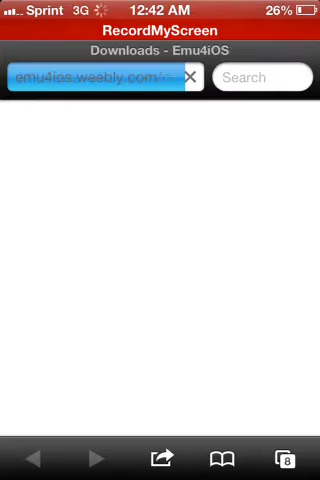 Sprint 3G 12:42 AM 26%
RecordMyScreen
Downloads - Emu4iOS
emu4ios.weebly.com Search
8